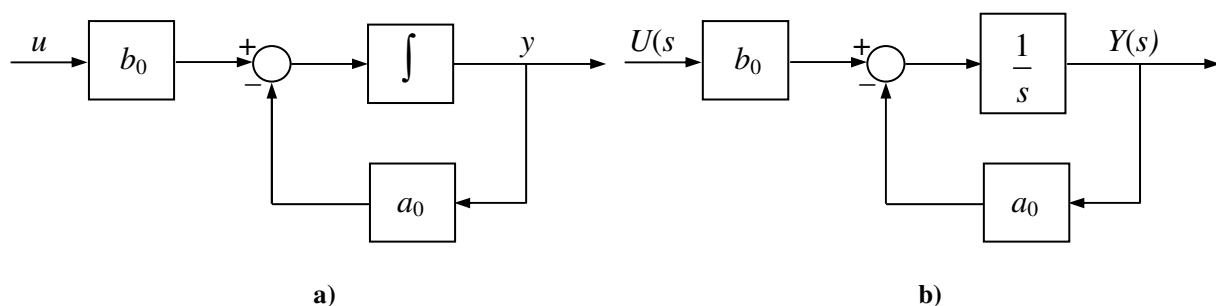 u
b0
+
−
∫
y
a0
a)
U(s
b0
+
−
1
s
Y(s)
a0
b)